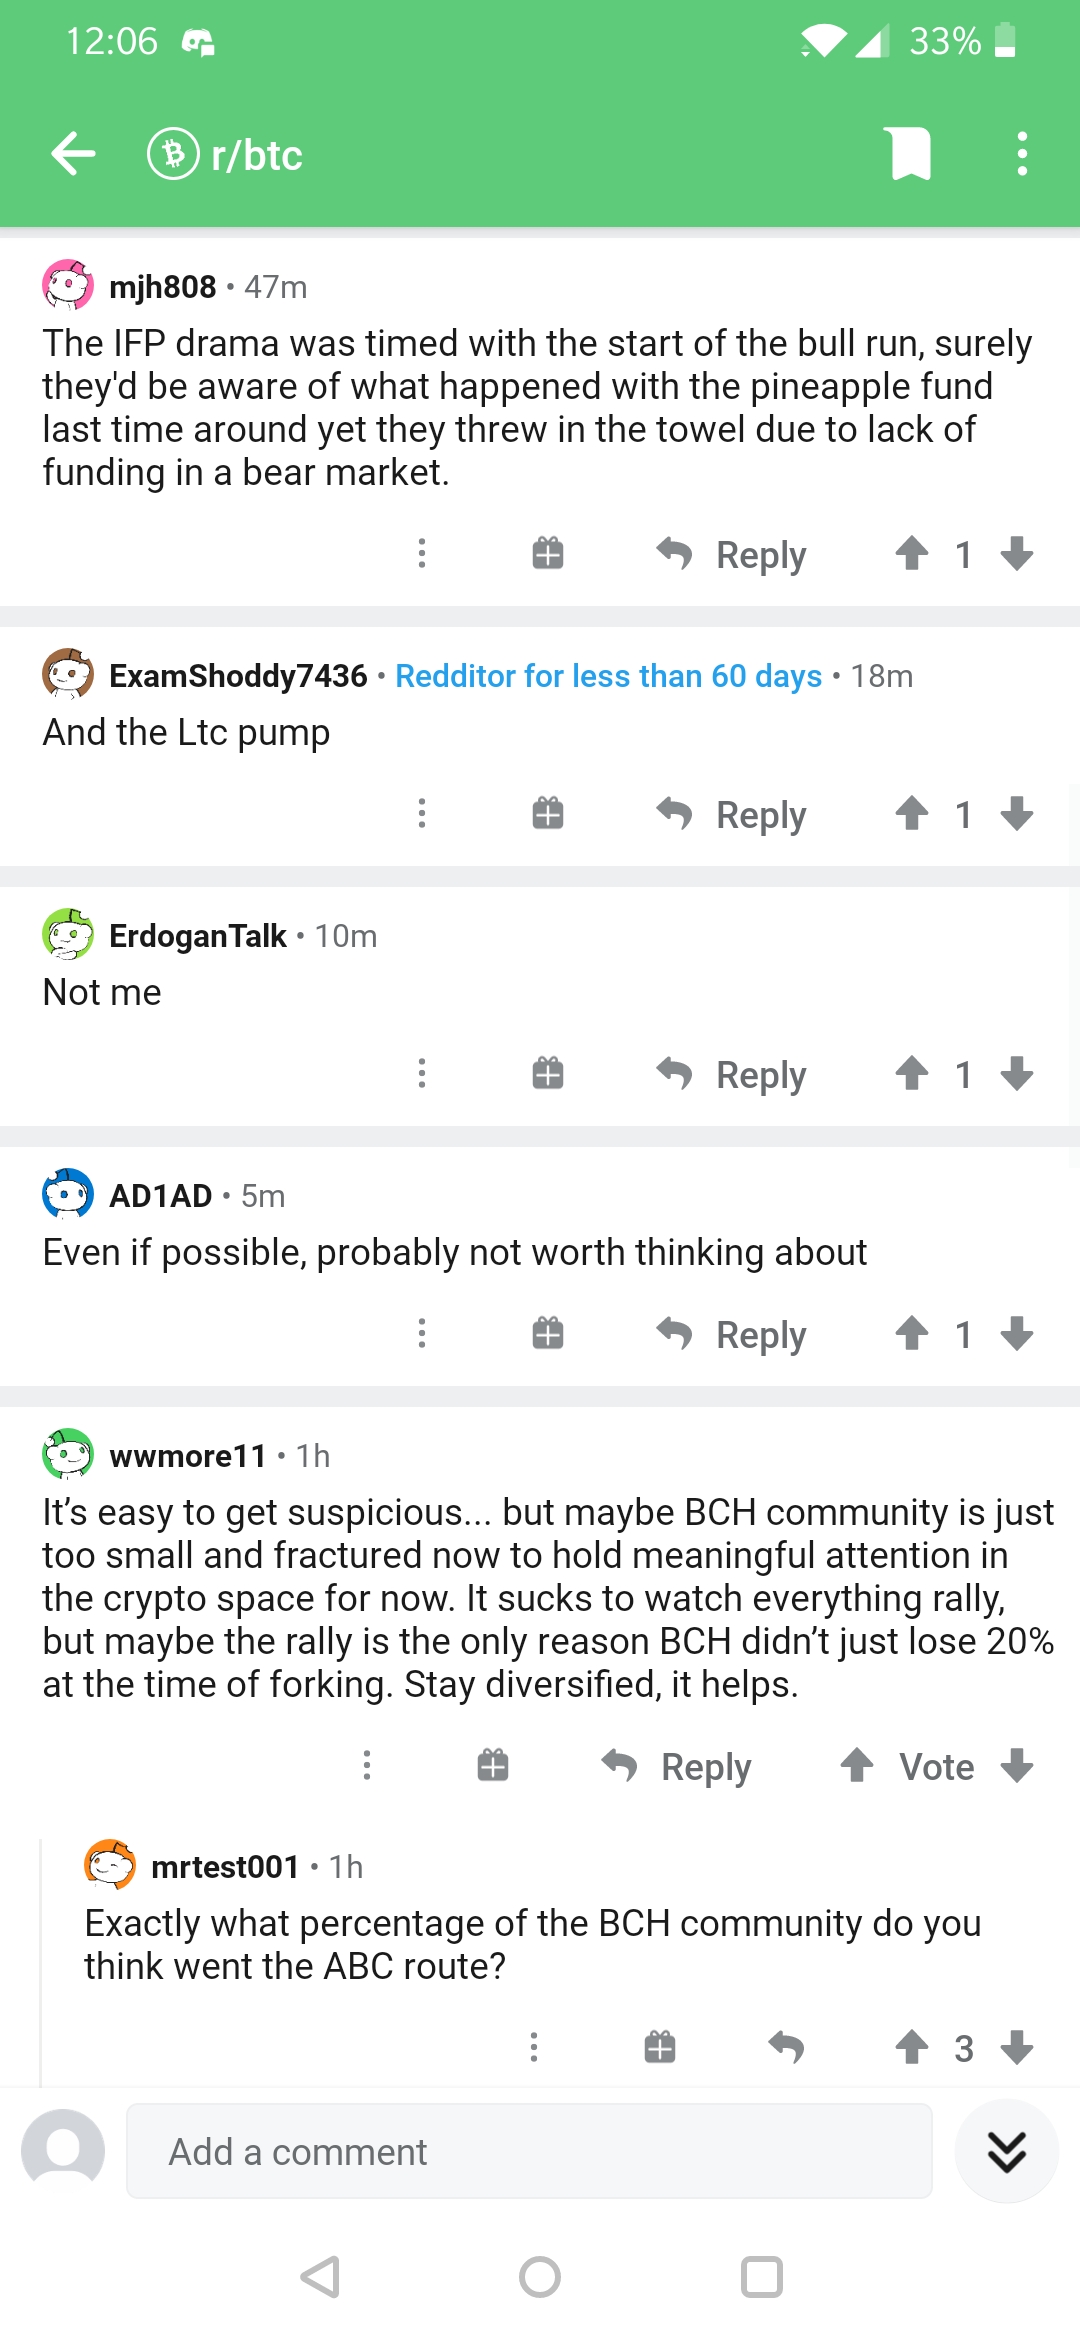 12:06
33%
r/btc
mjh808 • 47m
The IFP drama was timed with the start of the bull run, surely
they'd be aware of what happened with the pineapple fund
last time around yet they threw in the towel due to lack of
funding in a bear market.
Reply 1
ExamShoddy7436 • Redditor for less than 60 days • 18m
And the Ltc pump
Reply 1
ErdoganTalk • 10m
Not me
Reply 1
AD1AD • 5m
Even if possible, probably not worth thinking about
Reply 1
wwmore11 • 1h
It’s easy to get suspicious... but maybe BCH community is just
too small and fractured now to hold meaningful attention in
the crypto space for now. It sucks to watch everything rally,
but maybe the rally is the only reason BCH didn’t just lose 20%
at the time of forking. Stay diversified, it helps.
Reply Vote
mrtest001 • 1h
Exactly what percentage of the BCH community do you
think went the ABC route?
3
Add a comment